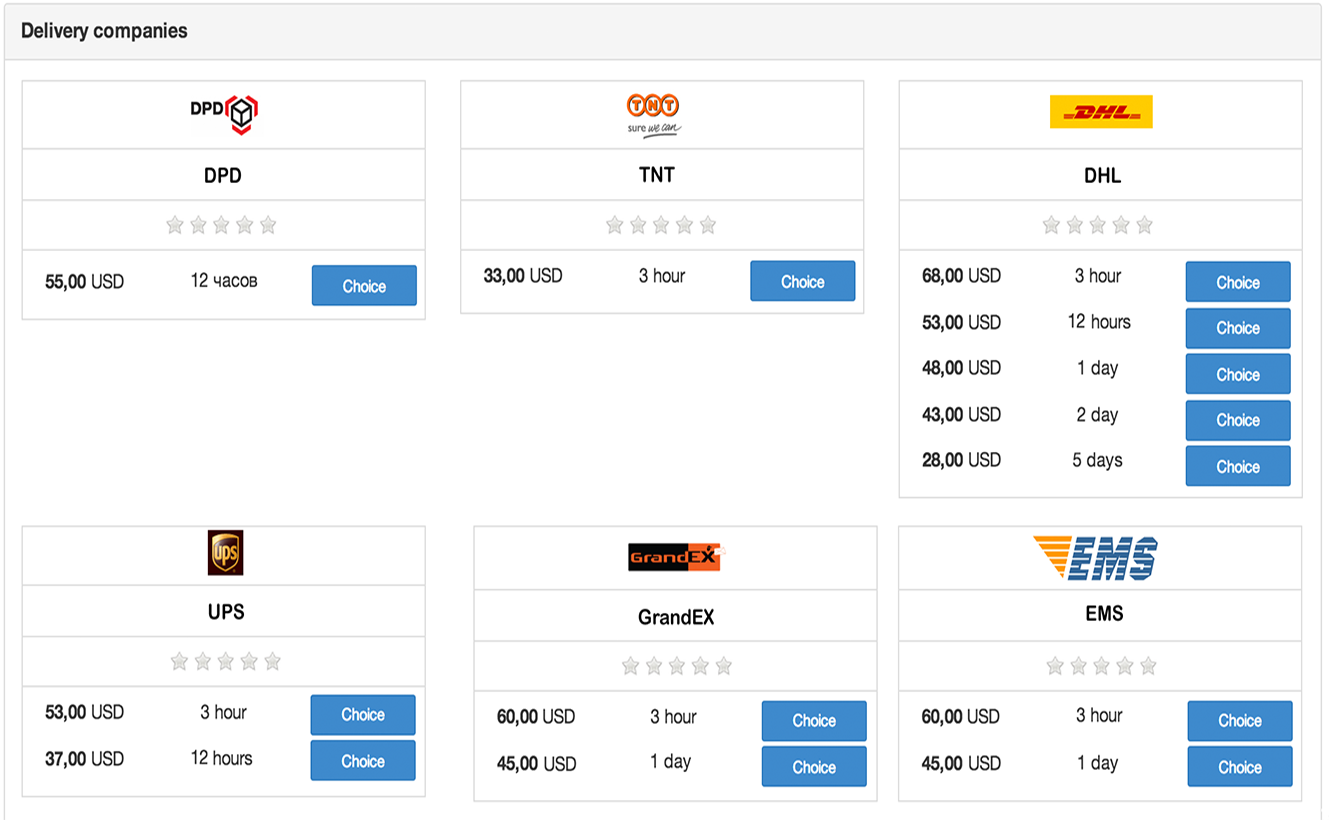 Delivery companies
DPD
DPD
55,00 USD 12 часов Choice
TNT
sure we can
TNT
33,00 USD 3 hour Choice
DHL
DHL
68,00 USD 3 hour Choice
53,00 USD 12 hours Choice
48,00 USD 1 day Choice
43,00 USD 2 day Choice
28,00 USD 5 days Choice
ups
UPS
53,00 USD 3 hour Choice
37,00 USD 12 hours Choice
GrandEX
GrandEX
60,00 USD 3 hour Choice
45,00 USD 1 day Choice
EMS
EMS
60,00 USD 3 hour Choice
45,00 USD 1 day Choice